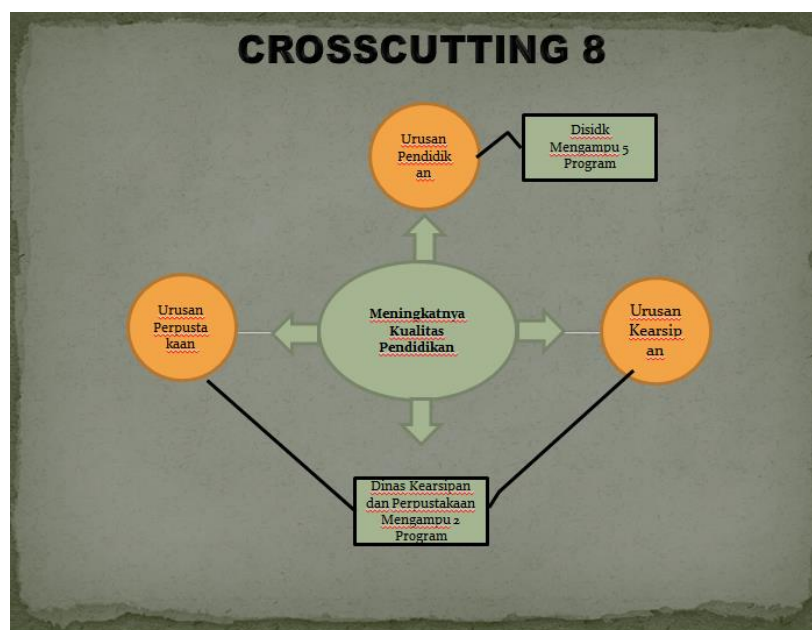 CROSSCUTTING 8
Urusan
Pendidik
an
Disidk
Mengampu 5
Program
Urusan
Perpusta
kaan
Meningkatnya
Kualitas
Pendidikan
Urusan
Kearsip
an
Dinas Kearsipan
dan Perpustakaan
Mengampu 2
Program